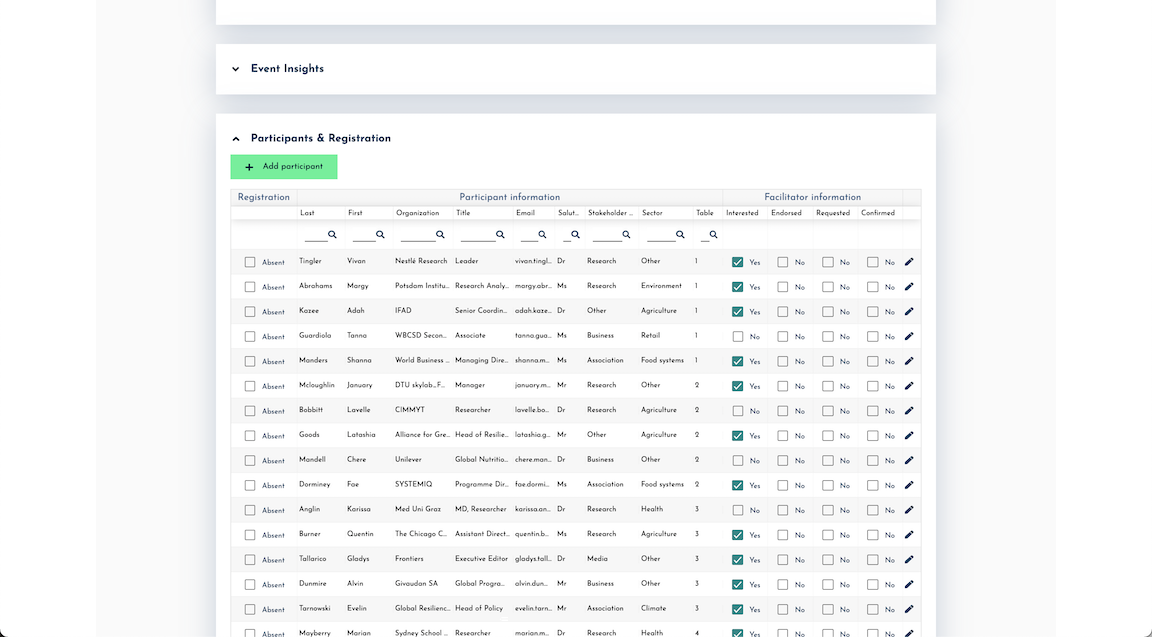 Event Insights
Participants & Registration
+ Add participant
Registration Participant information Facilitator information
Last First Organization Title Email Salut... Stakeholder ... Sector Table Interested Endorsed Requested Confirmed
Absent Tingler Vivan Nestlé Research Leader vivan.tingl... Dr Research Other 1 Yes No No No
Absent Abrahams Margy Potsdam Institu... Research Analy... margy.abr... Ms Research Environment 1 Yes No No No
Absent Kazee Adah IFAD Senior Coordin... adah.kaze... Dr Other Agriculture 1 Yes No No No
Absent Guardiola Tanna WBCSD Secon... Associate tanna.gua... Ms Business Retail 1 No No No No
Absent Manders Shanna World Business ... Managing Dire... shanna.m... Ms Association Food systems 1 Yes No No No
Absent Mcloughlin January DTU skylab_F... Manager january.m... Mr Research Other 2 Yes No No No
Absent Bobbitt Lavelle CIMMYT Researcher lavelle.bo... Dr Research Agriculture 2 No No No No
Absent Goods Latashia Alliance for Gre... Head of Resilie... latashia.g... Mr Other Agriculture 2 Yes No No No
Absent Mandell Chere Unilever Global Nutritio... chere.man... Dr Business Other 2 No No No No
Absent Dorminey Fae SYSTEMIQ Programme Dir... fae.dormi... Ms Association Food systems 2 Yes No No No
Absent Anglin Karissa Med Uni Graz MD, Researcher karissa.an... Dr Research Health 3 No No No No
Absent Burner Quentin The Chicago C... Assistant Direct... quentin.b... Ms Research Agriculture 3 Yes No No No
Absent Tallarico Gladys Frontiers Executive Editor gladys.tall... Dr Media Other 3 Yes No No No
Absent Dunmire Alvin Givaudan SA Global Progra... alvin.dun... Mr Business Other 3 Yes No No No
Absent Tarnowski Evelin Global Resilienc... Head of Policy evelin.tarn... Mr Association Climate 3 Yes No No No
Absent Mayberry Marian Sydney School ... Researcher marian.m... Dr Research Health 4 Yes No No No